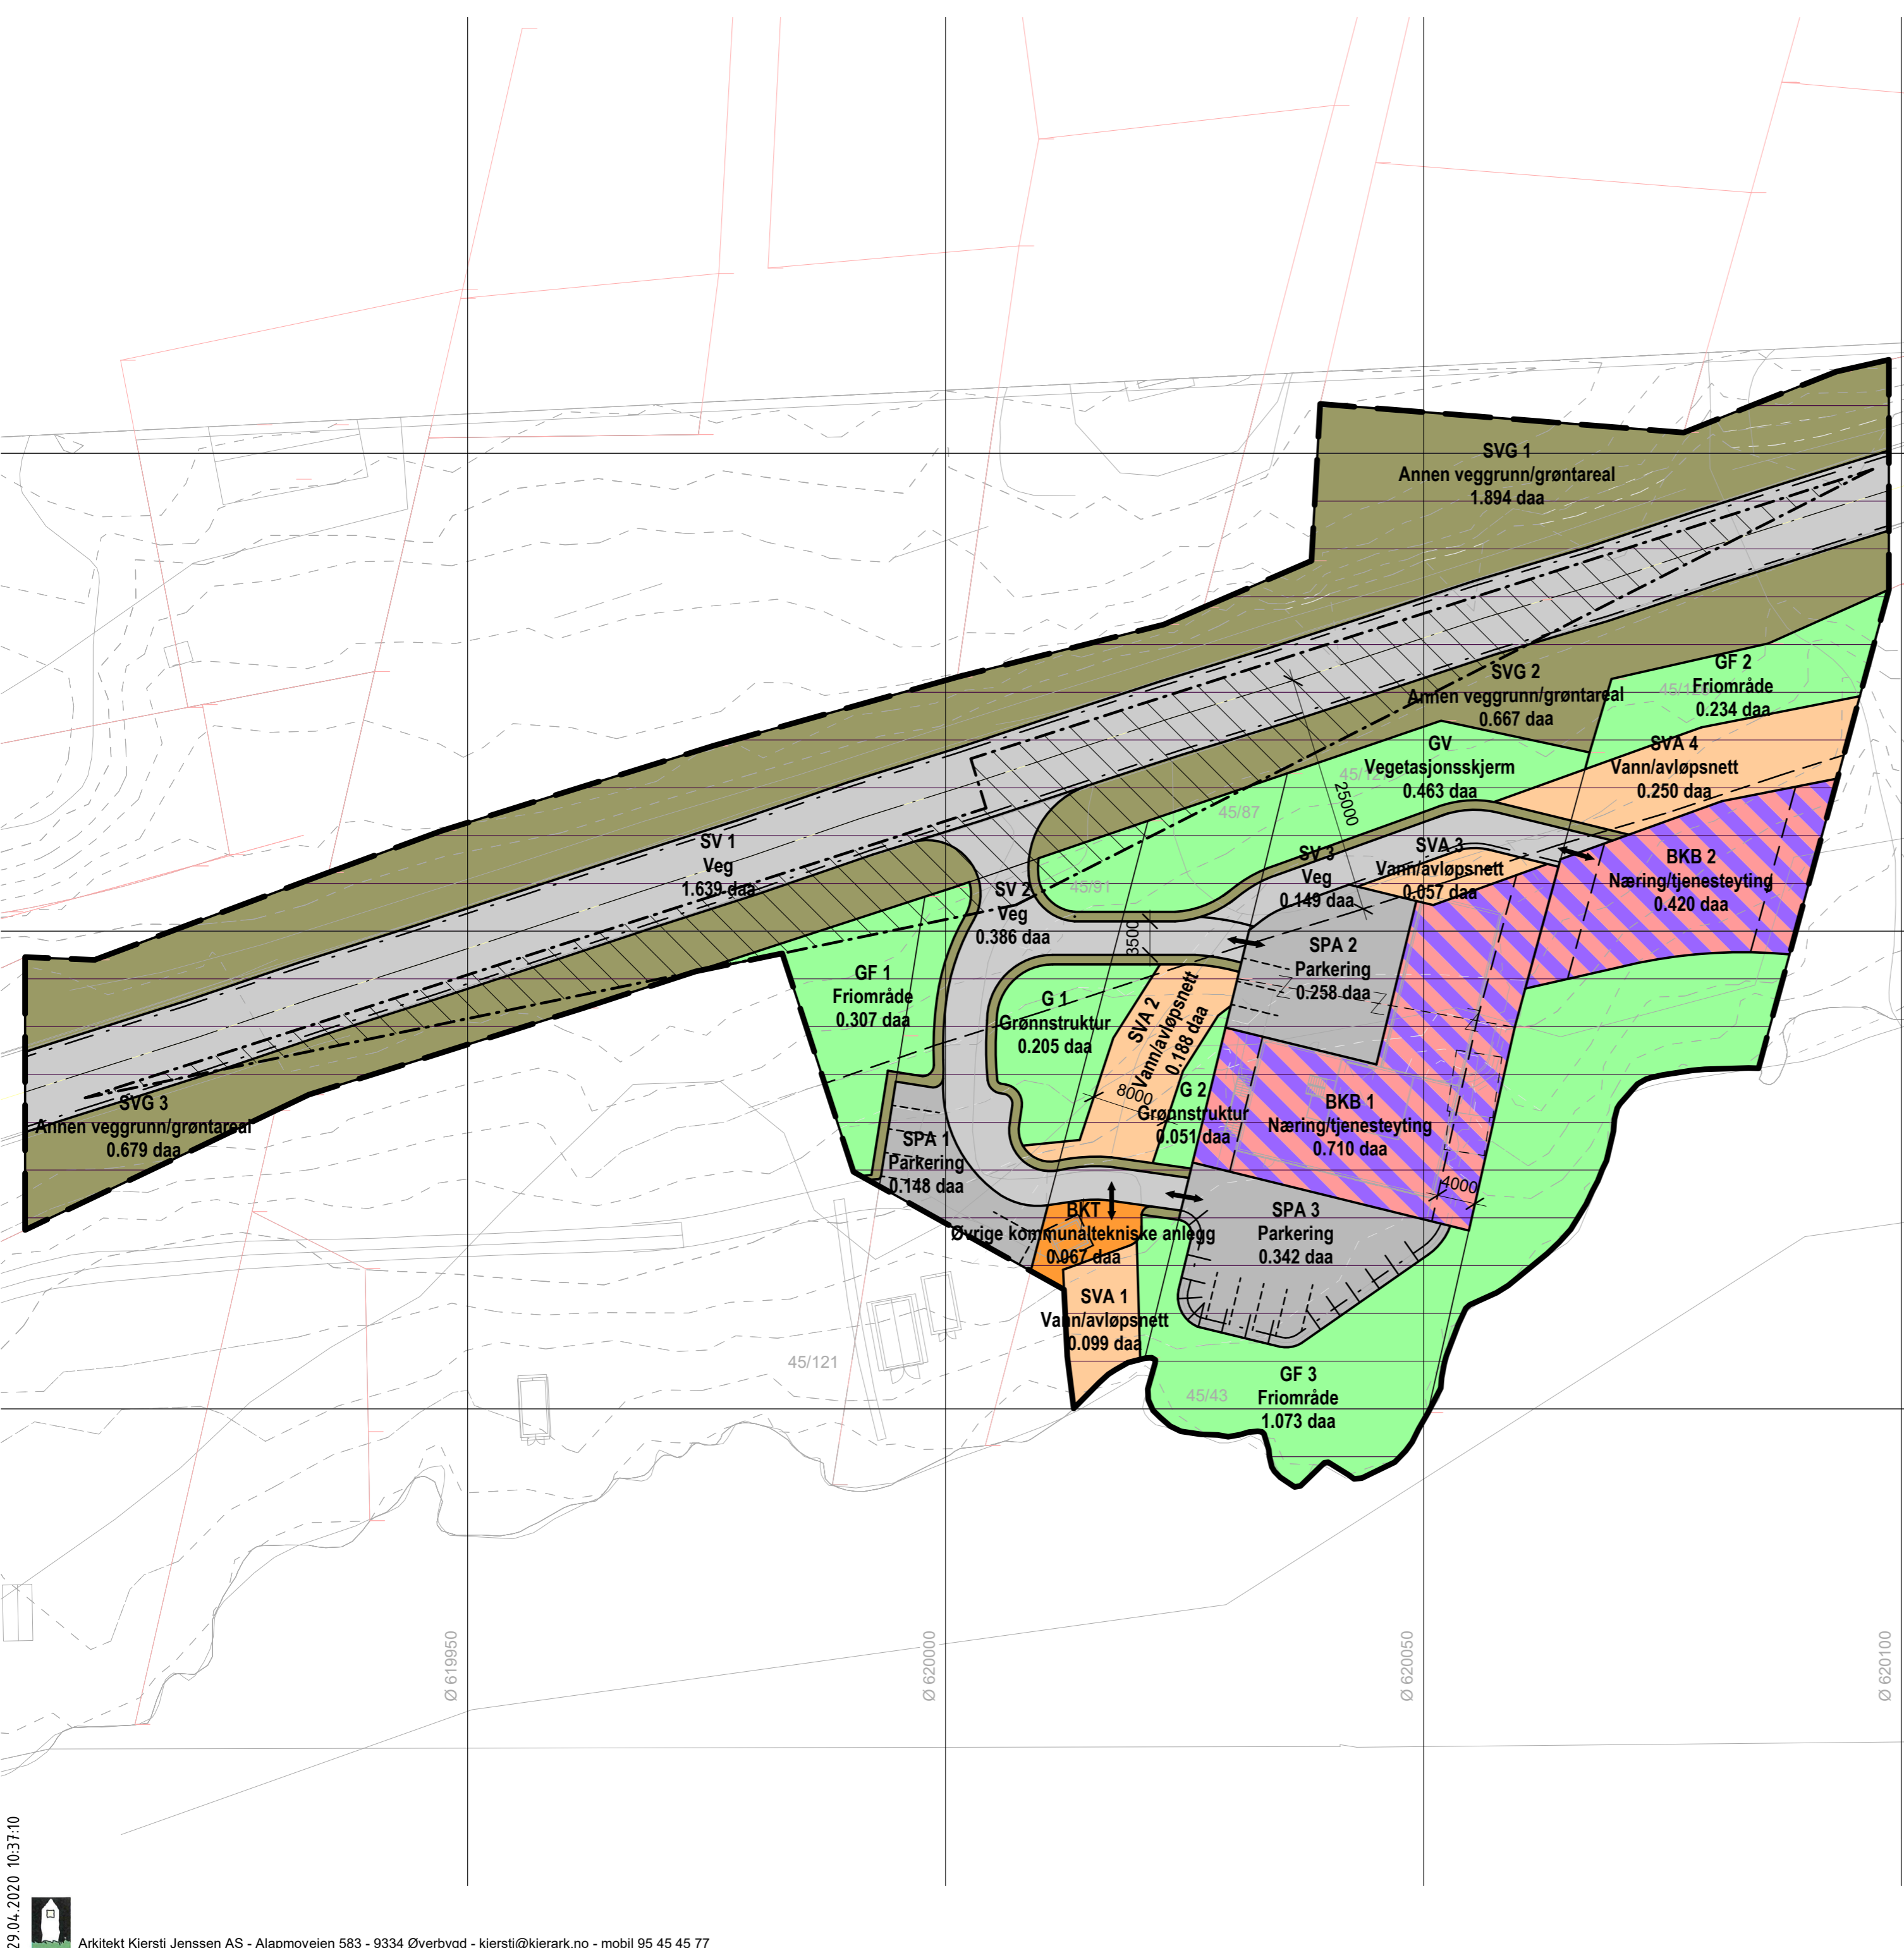 SVG 1
Annen veggrunn/grøntareal
1.894 daa
SVG 2
Annen veggrunn/grøntareal
0.667 daa
GF 2
Friområde
0.234 daa
GV
Vegetasjonsskjerm
0.463 daa
SVA 4
Vann/avløpsnett
0.250 daa
45/87
25000
SV 1
Veg
1.639 daa
SV 3
Veg
0.149 daa
SVA 3
Vann/avløpsnett
0.057 daa
BKB 2
Næring/tjenesteyting
0.420 daa
45/91
SV 2
Veg
0.386 daa
3500
SPA 2
Parkering
0.258 daa
GF 1
Friområde
0.307 daa
G 1
Grønnstruktur
0.205 daa
SVA 2
Vann/avløpsnett
0.188 daa
8000
G 2
Grønnstruktur
0.051 daa
BKB 1
Næring/tjenesteyting
0.710 daa
SVG 3
Annen veggrunn/grøntareal
0.679 daa
SPA 1
Parkering
0.148 daa
4000
BKT
Øvrige kommunaltekniske anlegg
0.067 daa
SPA 3
Parkering
0.342 daa
SVA 1
Vann/avløpsnett
0.099 daa
45/121
45/43
GF 3
Friområde
1.073 daa
Ø 619950
Ø 620000
Ø 620050
Ø 620100
29.04.2020 10:37:10
Arkitekt Kjersti Jenssen AS - Alapmoveien 583 - 9334 Øverbygd - kjersti@kjerark.no - mobil 95 45 45 77